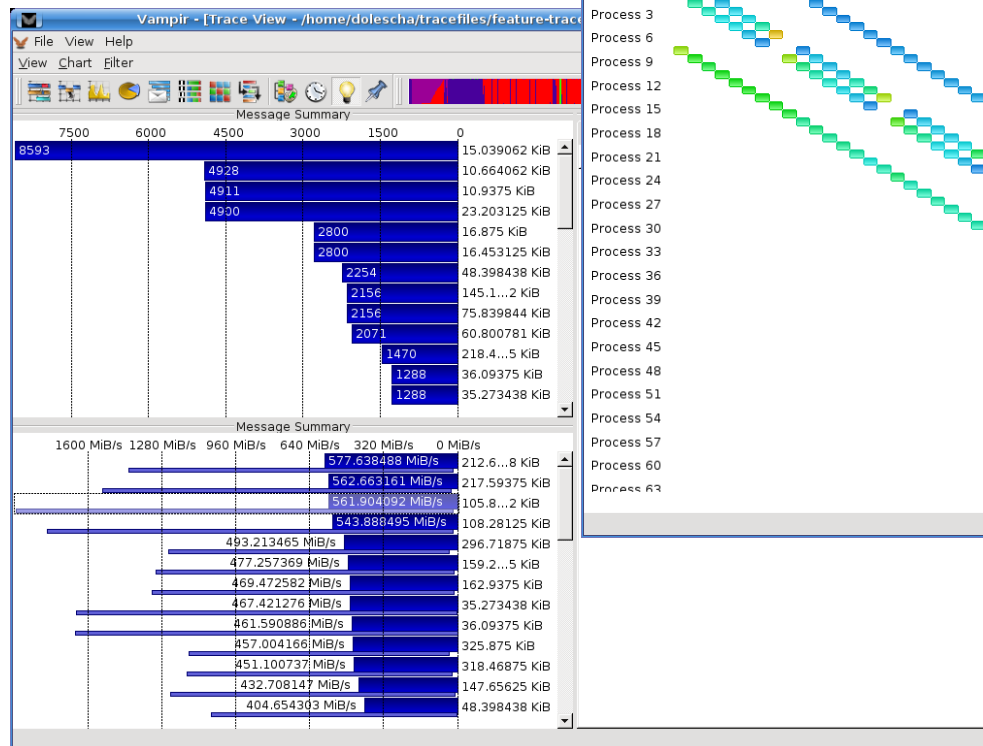 Vampir - [Trace View - /home/dolescha/tracefiles/feature-trace
File View Help
View Chart Filter
Message Summary
7500 6000 4500 3000 1500 0
8593 15.039062 KiB
4928 10.664062 KiB
4911 10.9375 KiB
4900 23.203125 KiB
2800 16.875 KiB
2800 16.453125 KiB
2254 48.398438 KiB
2156 145.1...2 KiB
2156 75.839844 KiB
2071 60.800781 KiB
1470 218.4...5 KiB
1288 36.09375 KiB
1288 35.273438 KiB
Message Summary
1600 MiB/s 1280 MiB/s 960 MiB/s 640 MiB/s 320 MiB/s 0 MiB/s
577.638488 MiB/s 212.6...8 KiB
562.663161 MiB/s 217.59375 KiB
561.904092 MiB/s 105.8...2 KiB
543.888495 MiB/s 108.28125 KiB
493.213465 MiB/s 296.71875 KiB
477.257369 MiB/s 159.2...5 KiB
469.472582 MiB/s 162.9375 KiB
467.421276 MiB/s 35.273438 KiB
461.590886 MiB/s 36.09375 KiB
457.004166 MiB/s 325.875 KiB
451.100737 MiB/s 318.46875 KiB
432.708147 MiB/s 147.65625 KiB
404.654303 MiB/s 48.398438 KiB
Process 3
Process 6
Process 9
Process 12
Process 15
Process 18
Process 21
Process 24
Process 27
Process 30
Process 33
Process 36
Process 39
Process 42
Process 45
Process 48
Process 51
Process 54
Process 57
Process 60
Process 63